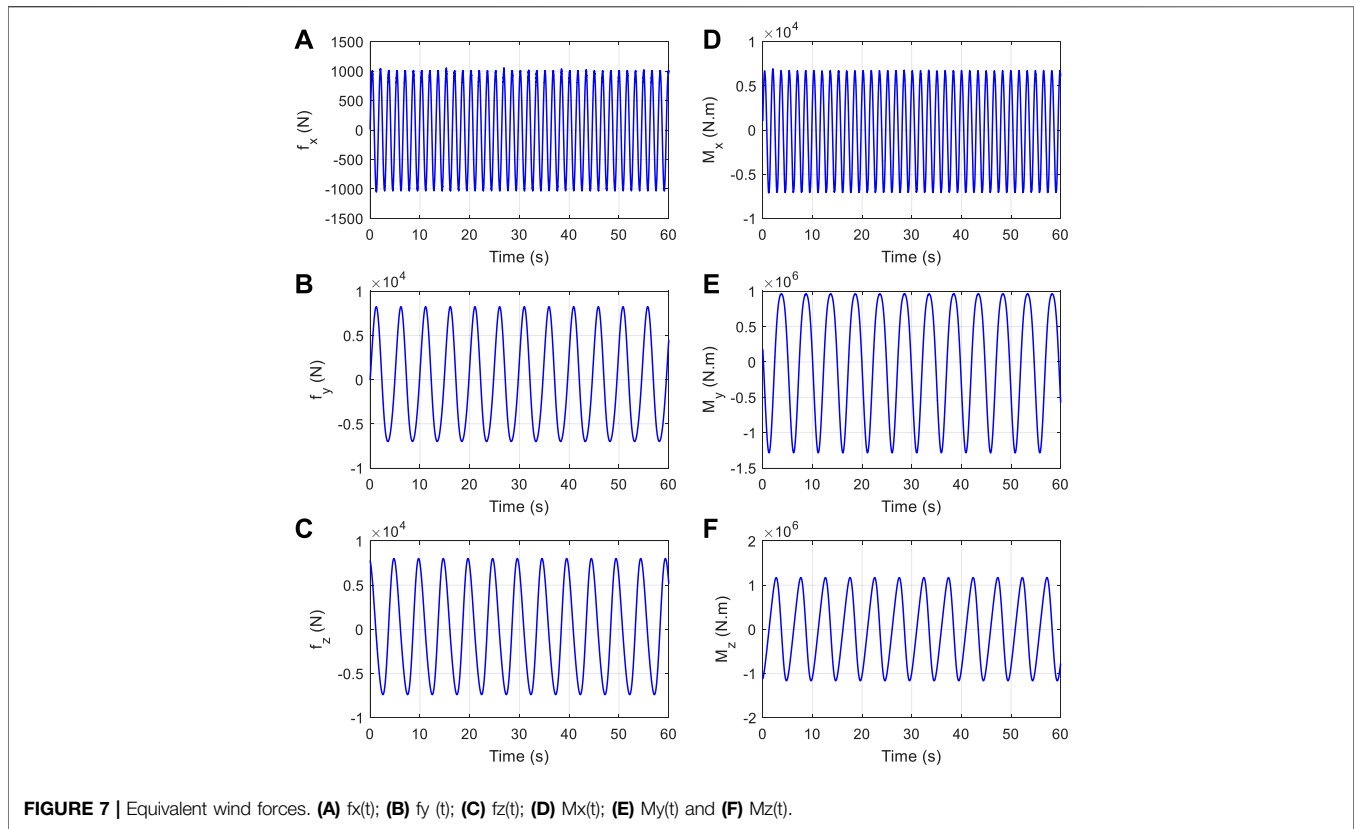 A
1500
1000
500
0
-500
-1000
-1500
f_x (N)
0 10 20 30 40 50 60
Time (s)
D
×10^4
1
0.5
0
-0.5
-1
M_x (N.m)
0 10 20 30 40 50 60
Time (s)
B
×10^4
1
0.5
0
-0.5
-1
f_y (N)
0 10 20 30 40 50 60
Time (s)
E
×10^6
1
0.5
0
-0.5
-1
-1.5
M_y (N.m)
0 10 20 30 40 50 60
Time (s)
C
×10^4
1
0.5
0
-0.5
-1
f_z (N)
0 10 20 30 40 50 60
Time (s)
F
×10^6
2
1
0
-1
-2
M_z (N.m)
0 10 20 30 40 50 60
Time (s)
FIGURE 7 | Equivalent wind forces. (A) fx(t); (B) fy (t); (C) fz(t); (D) Mx(t); (E) My(t) and (F) Mz(t).